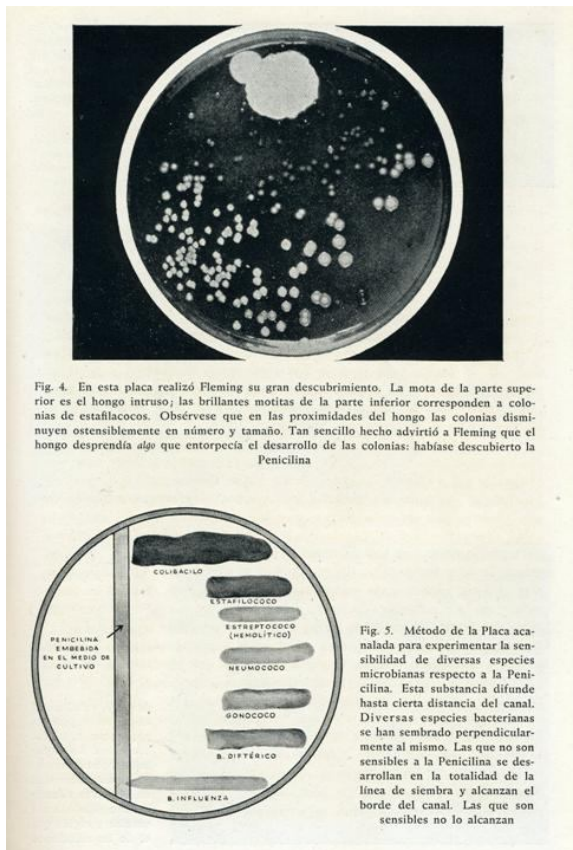 Fig. 4. En esta placa realizó Fleming su gran descubrimiento. La mota de la parte supe-
rior es el hongo intruso; las brillantes motitas de la parte inferior corresponden a colo-
nias de estafilacocos. Obsérvese que en las proximidades del hongo las colonias dismi-
nuyen ostensiblemente en número y tamaño. Tan sencillo hecho advirtió a Fleming que el
hongo desprendía algo que entorpecía el desarrollo de las colonias: habíase descubierto la
Penicilina
COLIBACILO
ESTAFILOCOCO
ESTREPTOCOCO
(HEMOLÍTICO)
NEUMOCOCO
GONOCOCO
B. DIFTÉRICO
B. INFLUENZA
PENICILINA
EMBEBIDA
EN EL MEDIO DE
CULTIVO
Fig. 5. Método de la Placa aca-
nalada para experimentar la sen-
sibilidad de diversas especies
microbianas respecto a la Peni-
cilina. Esta substancia difunde
hasta cierta distancia del canal.
Diversas especies bacterianas
se han sembrado perpendicular-
mente al mismo. Las que no son
sensibles a la Penicilina se des-
arrollan en la totalidad de la
línea de siembra y alcanzan el
borde del canal. Las que son
sensibles no lo alcanzan